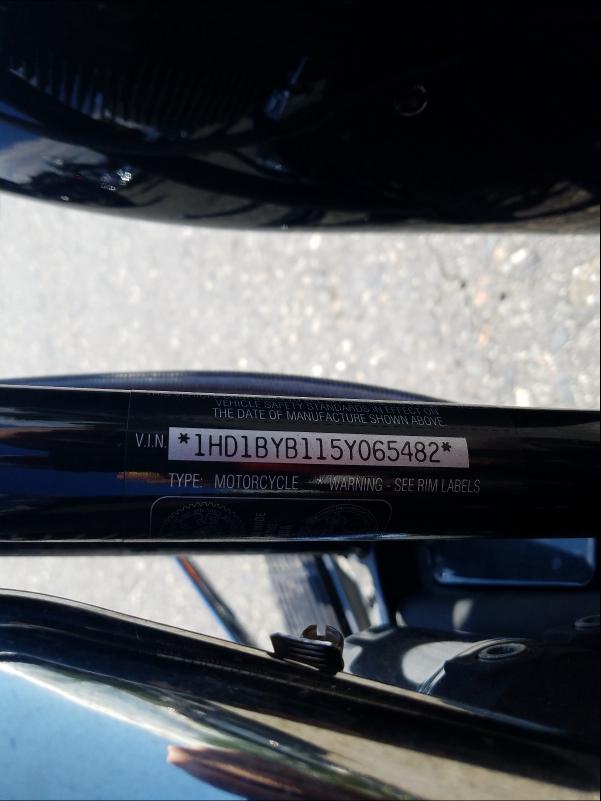 VEHICLE SAFETY STANDARDS IN EFFECT ON
THE DATE OF MANUFACTURE SHOWN ABOVE
V.I.N. *1HD1BYB115Y065482*
TYPE: MOTORCYCLE *WARNING - SEE RIM LABELS